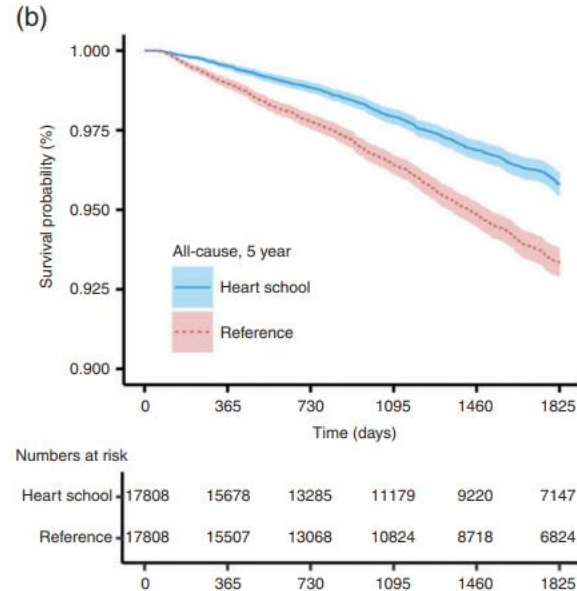 (b)
Survival probability (%)
1.000
0.975
0.950
0.925
0.900
All-cause, 5 year
Heart school
Reference
0 365 730 1095 1460 1825
Time (days)
Numbers at risk
Heart school 17808 15678 13285 11179 9220 7147
Reference 17808 15507 13068 10824 8718 6824
0 365 730 1095 1460 1825